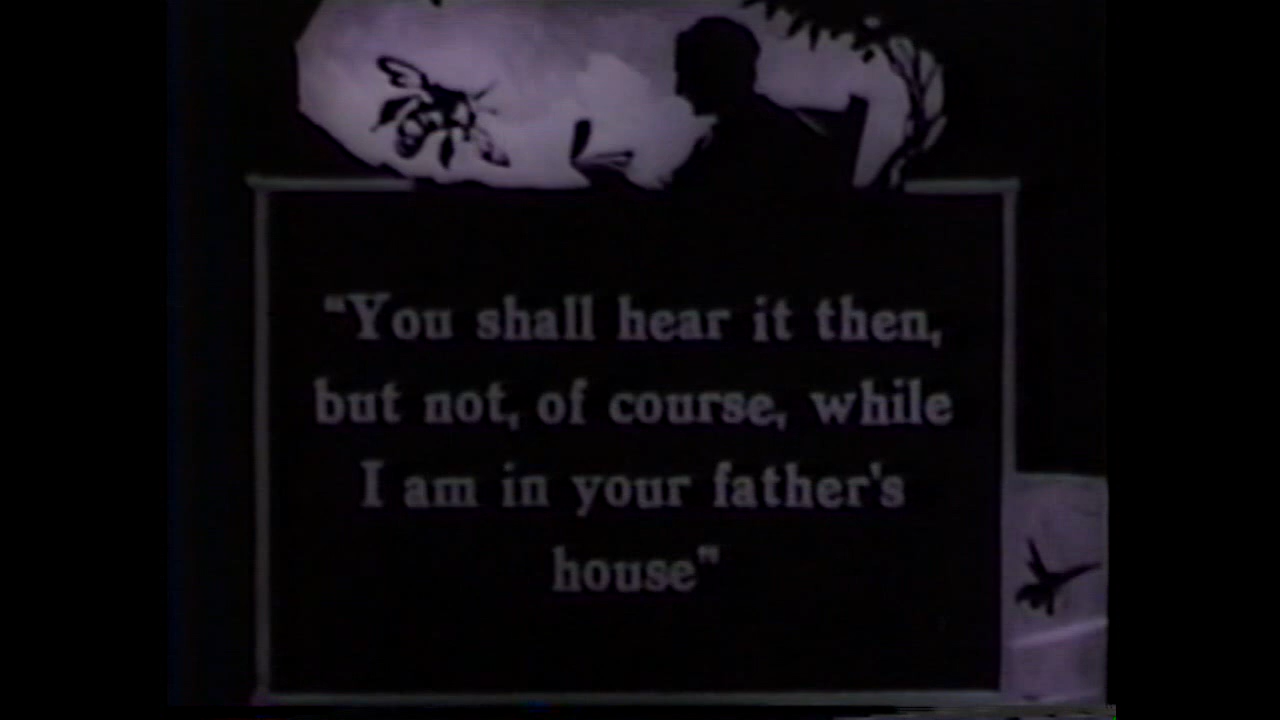 “You shall hear it then,
but not, of course, while
I am in your father's
house”